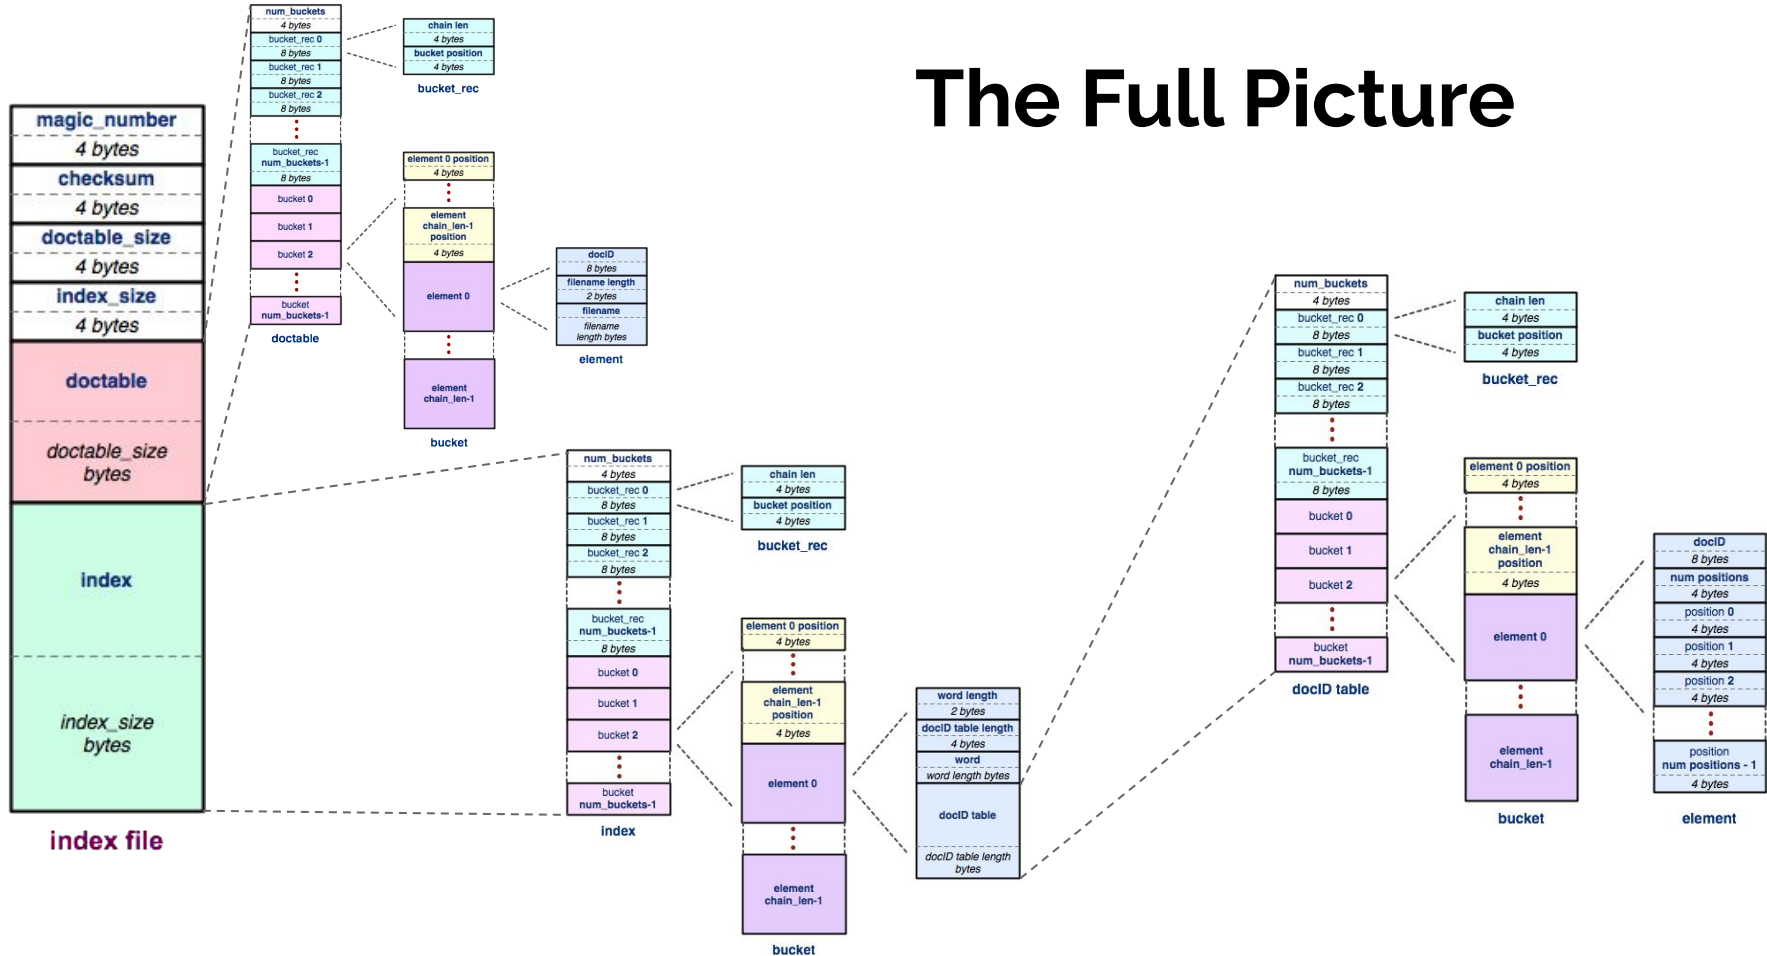 The Full Picture
magic_number
4 bytes
checksum
4 bytes
doctable_size
4 bytes
index_size
4 bytes
doctable
doctable_size
bytes
index
index_size
bytes
index file
num_buckets
4 bytes
bucket_rec 0
8 bytes
bucket_rec 1
8 bytes
bucket_rec 2
8 bytes
bucket_rec
num_buckets-1
8 bytes
bucket 0
bucket 1
bucket 2
bucket
num_buckets-1
doctable
chain len
4 bytes
bucket position
4 bytes
bucket_rec
element 0 position
4 bytes
element
chain_len-1
position
4 bytes
element 0
element
chain_len-1
bucket
docID
8 bytes
filename length
2 bytes
filename
filename
length bytes
element
num_buckets
4 bytes
bucket_rec 0
8 bytes
bucket_rec 1
8 bytes
bucket_rec 2
8 bytes
bucket_rec
num_buckets-1
8 bytes
bucket 0
bucket 1
bucket 2
bucket
num_buckets-1
index
chain len
4 bytes
bucket position
4 bytes
bucket_rec
element 0 position
4 bytes
element
chain_len-1
position
4 bytes
element 0
element
chain_len-1
bucket
word length
2 bytes
docID table length
4 bytes
word
word length bytes
docID table
docID table length
bytes
num_buckets
4 bytes
bucket_rec 0
8 bytes
bucket_rec 1
8 bytes
bucket_rec 2
8 bytes
bucket_rec
num_buckets-1
8 bytes
bucket 0
bucket 1
bucket 2
bucket
num_buckets-1
docID table
chain len
4 bytes
bucket position
4 bytes
bucket_rec
element 0 position
4 bytes
element
chain_len-1
position
4 bytes
element 0
element
chain_len-1
bucket
docID
8 bytes
num positions
4 bytes
position 0
4 bytes
position 1
4 bytes
position 2
4 bytes
position
num positions - 1
4 bytes
element